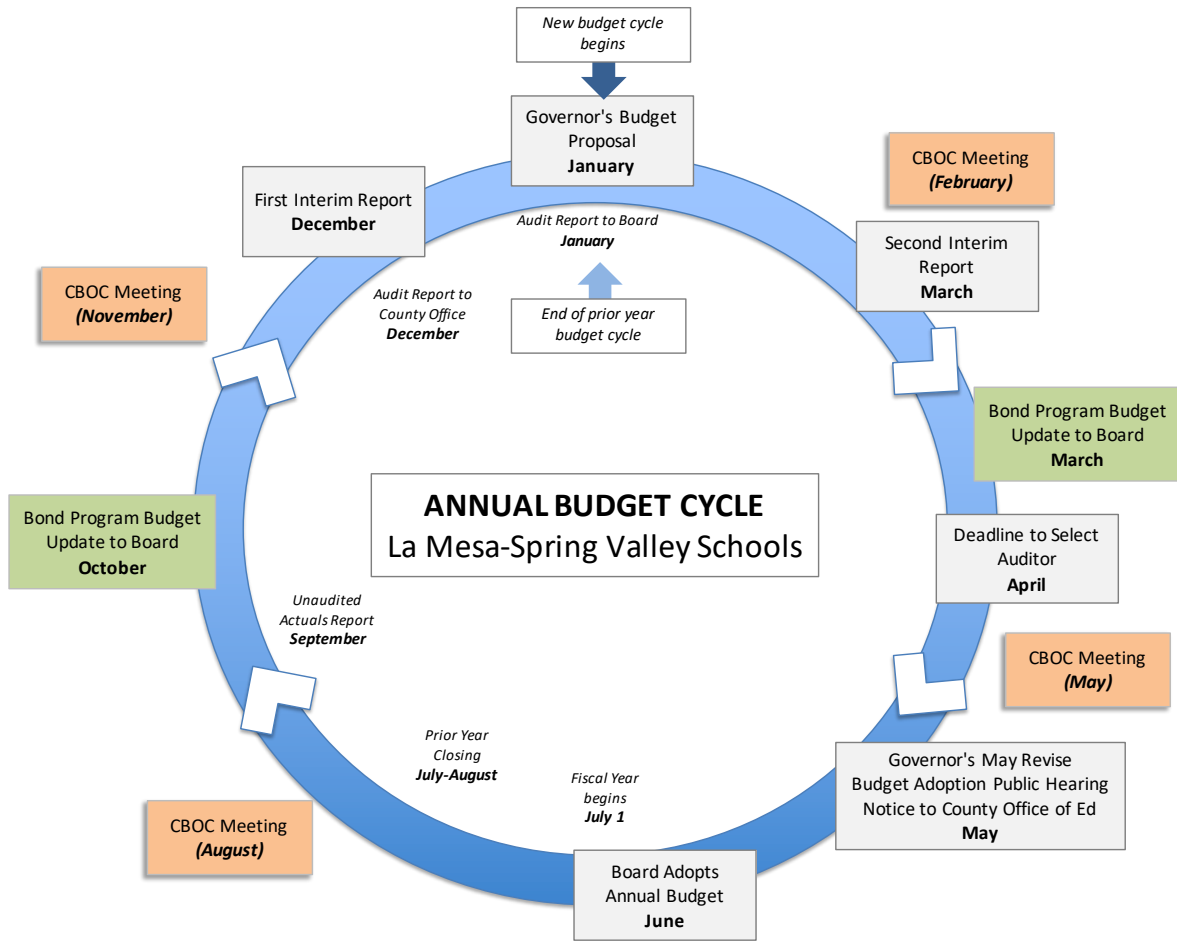 New budget cycle
begins
Governor's Budget
Proposal
January
CBOC Meeting
(February)
First Interim Report
December
Audit Report to Board
January
Second Interim
Report
March
CBOC Meeting
(November)
Audit Report to
County Office
December
End of prior year
budget cycle
Bond Program Budget
Update to Board
March
ANNUAL BUDGET CYCLE
La Mesa-Spring Valley Schools
Bond Program Budget
Update to Board
October
Deadline to Select
Auditor
April
Unaudited
Actuals Report
September
CBOC Meeting
(May)
Prior Year
Closing
July-August
Fiscal Year
begins
July 1
Governor's May Revise
Budget Adoption Public Hearing
Notice to County Office of Ed
May
CBOC Meeting
(August)
Board Adopts
Annual Budget
June